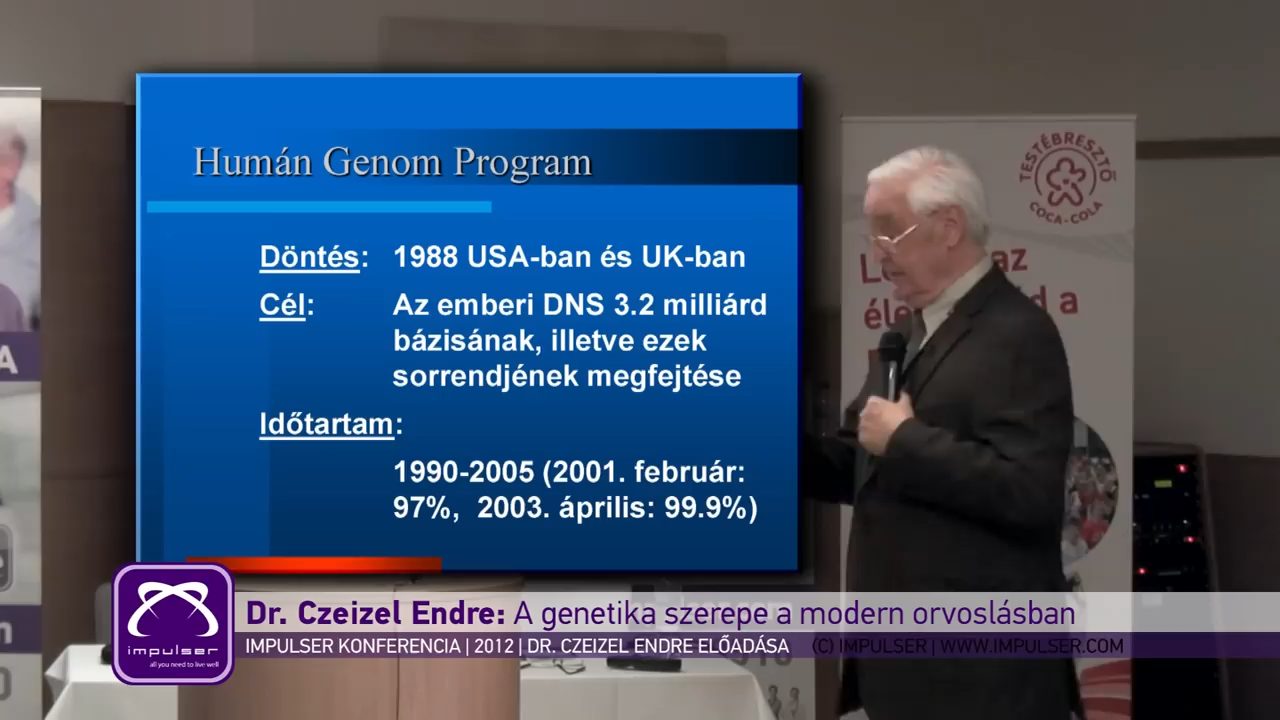 Humán Genom Program
Döntés: 1988 USA-ban és UK-ban
Cél: Az emberi DNS 3.2 milliárd
bázisának, illetve ezek
sorrendjének megfejtése
Időtartam:
1990-2005 (2001. február:
97%, 2003. április: 99.9%)
TESTÉBRESZTŐ
COCA-COLA
az
d a
A
impulser
all you need to live well
Dr. Czeizel Endre: A genetika szerepe a modern orvoslásban
IMPULSER KONFERENCIA | 2012 | DR. CZEIZEL ENDRE ELŐADÁSA (C) IMPULSER | WWW.IMPULSER.COM